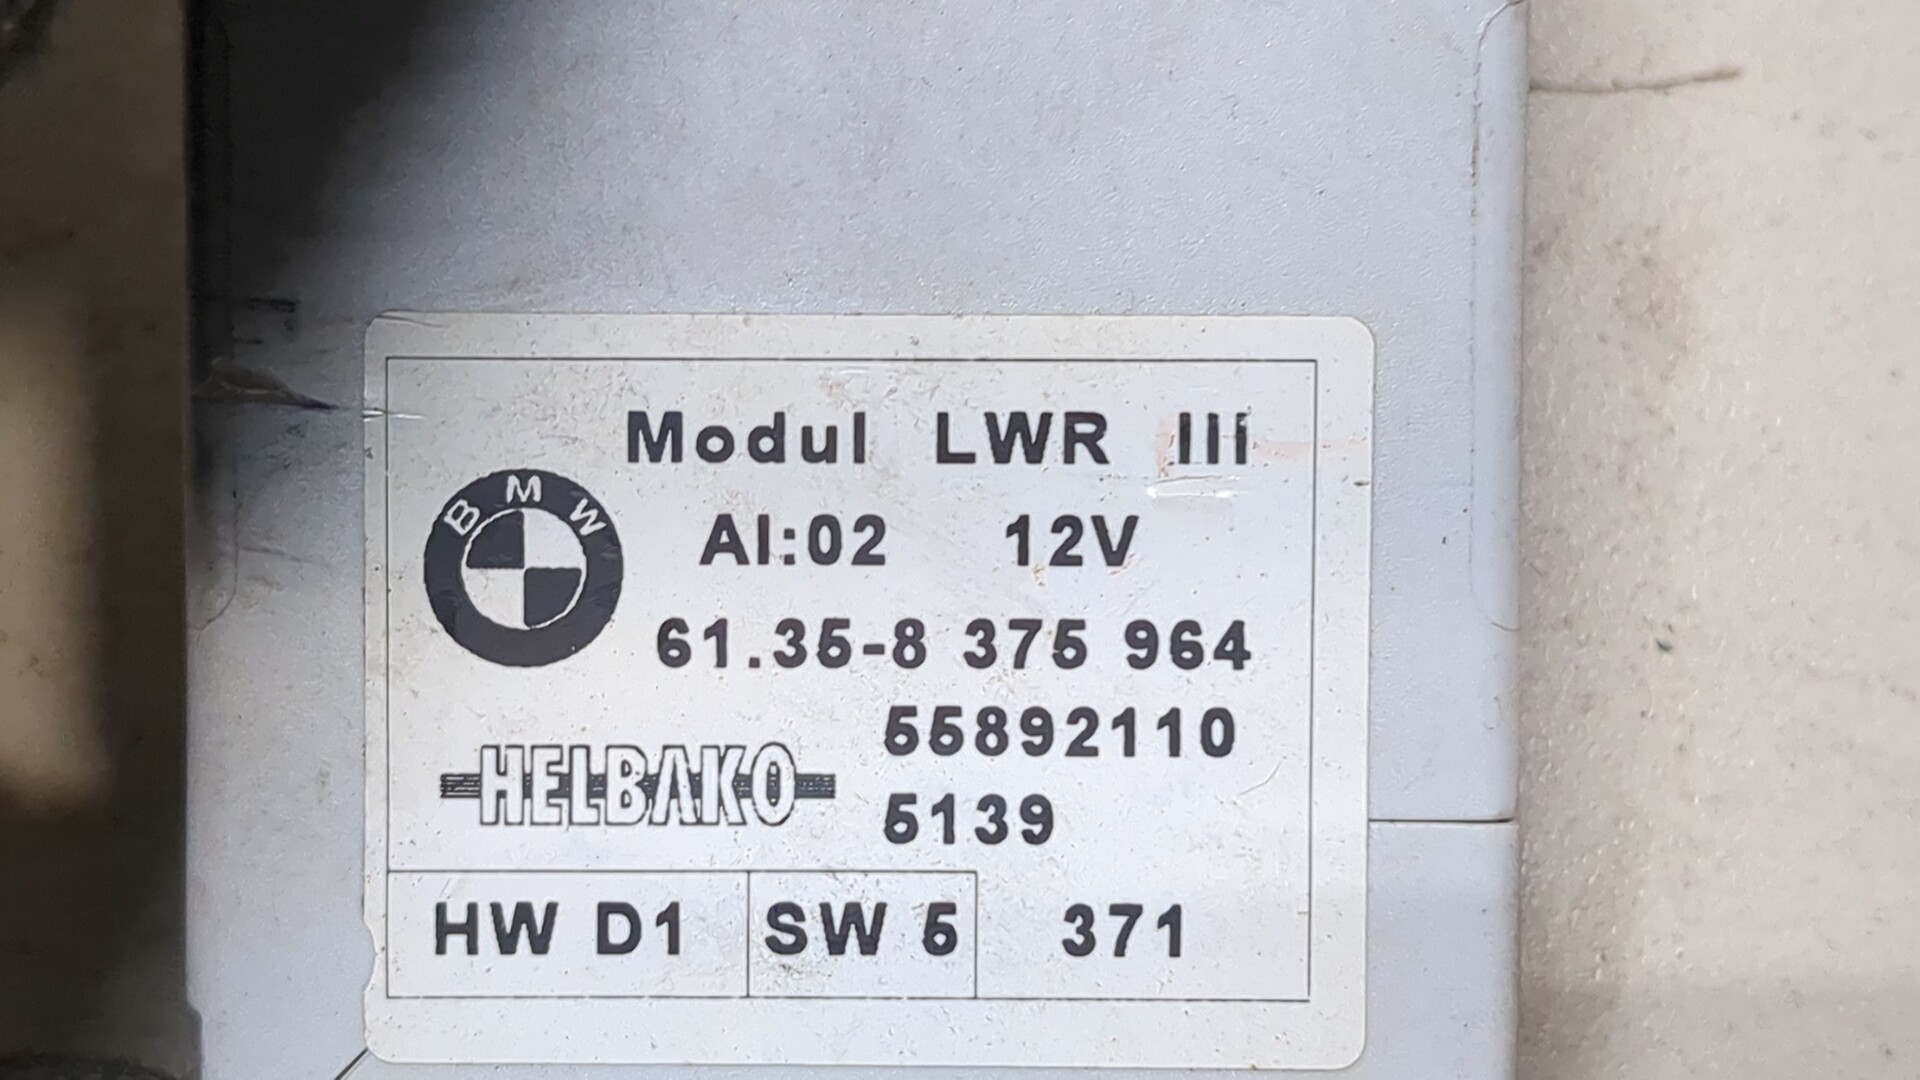 Modul LWR III
BMW
AI:02 12V
61.35-8 375 964
55892110
HELBAKO
5139
HW D1 SW 5 371